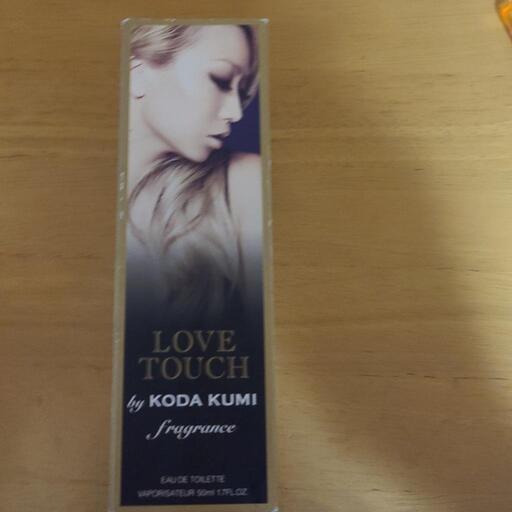 LOVE
TOUCH
by KODA KUMI
fragrance
EAU DE TOILETTE
VAPORISATEUR 50ml 1.7FL.OZ